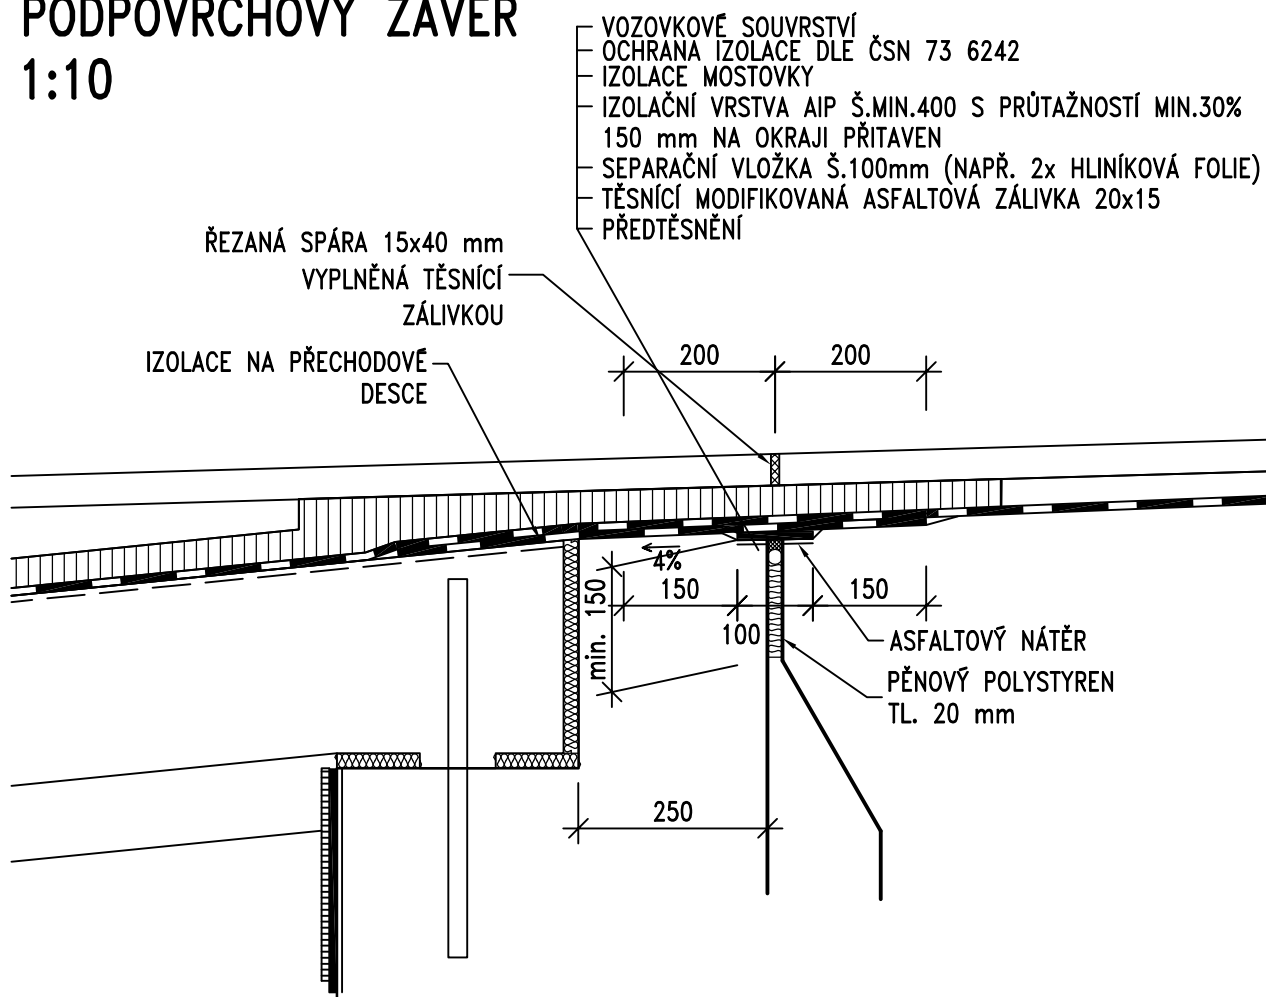 PODPOVRCHOVÝ ZÁVĚR
1:10
VOZOVKOVÉ SOUVRSTVÍ
OCHRANA IZOLACE DLE ČSN 73 6242
IZOLACE MOSTOVKY
IZOLAČNÍ VRSTVA AIP Š.MIN.400 S PRŮTAŽNOSTÍ MIN.30%
150 mm NA OKRAJI PŘITAVEN
SEPARAČNÍ VLOŽKA Š.100mm (NAPŘ. 2x HLINÍKOVÁ FOLIE)
TĚSNÍCÍ MODIFIKOVANÁ ASFALTOVÁ ZÁLIVKA 20x15
PŘEDTĚSNĚNÍ
ŘEZANÁ SPÁRA 15x40 mm
VYPLNĚNÁ TĚSNÍCÍ
ZÁLIVKOU
IZOLACE NA PŘECHODOVÉ
DESCE
200
200
4%
min. 150
150
100
150
ASFALTOVÝ NÁTĚR
PĚNOVÝ POLYSTYREN
TL. 20 mm
250